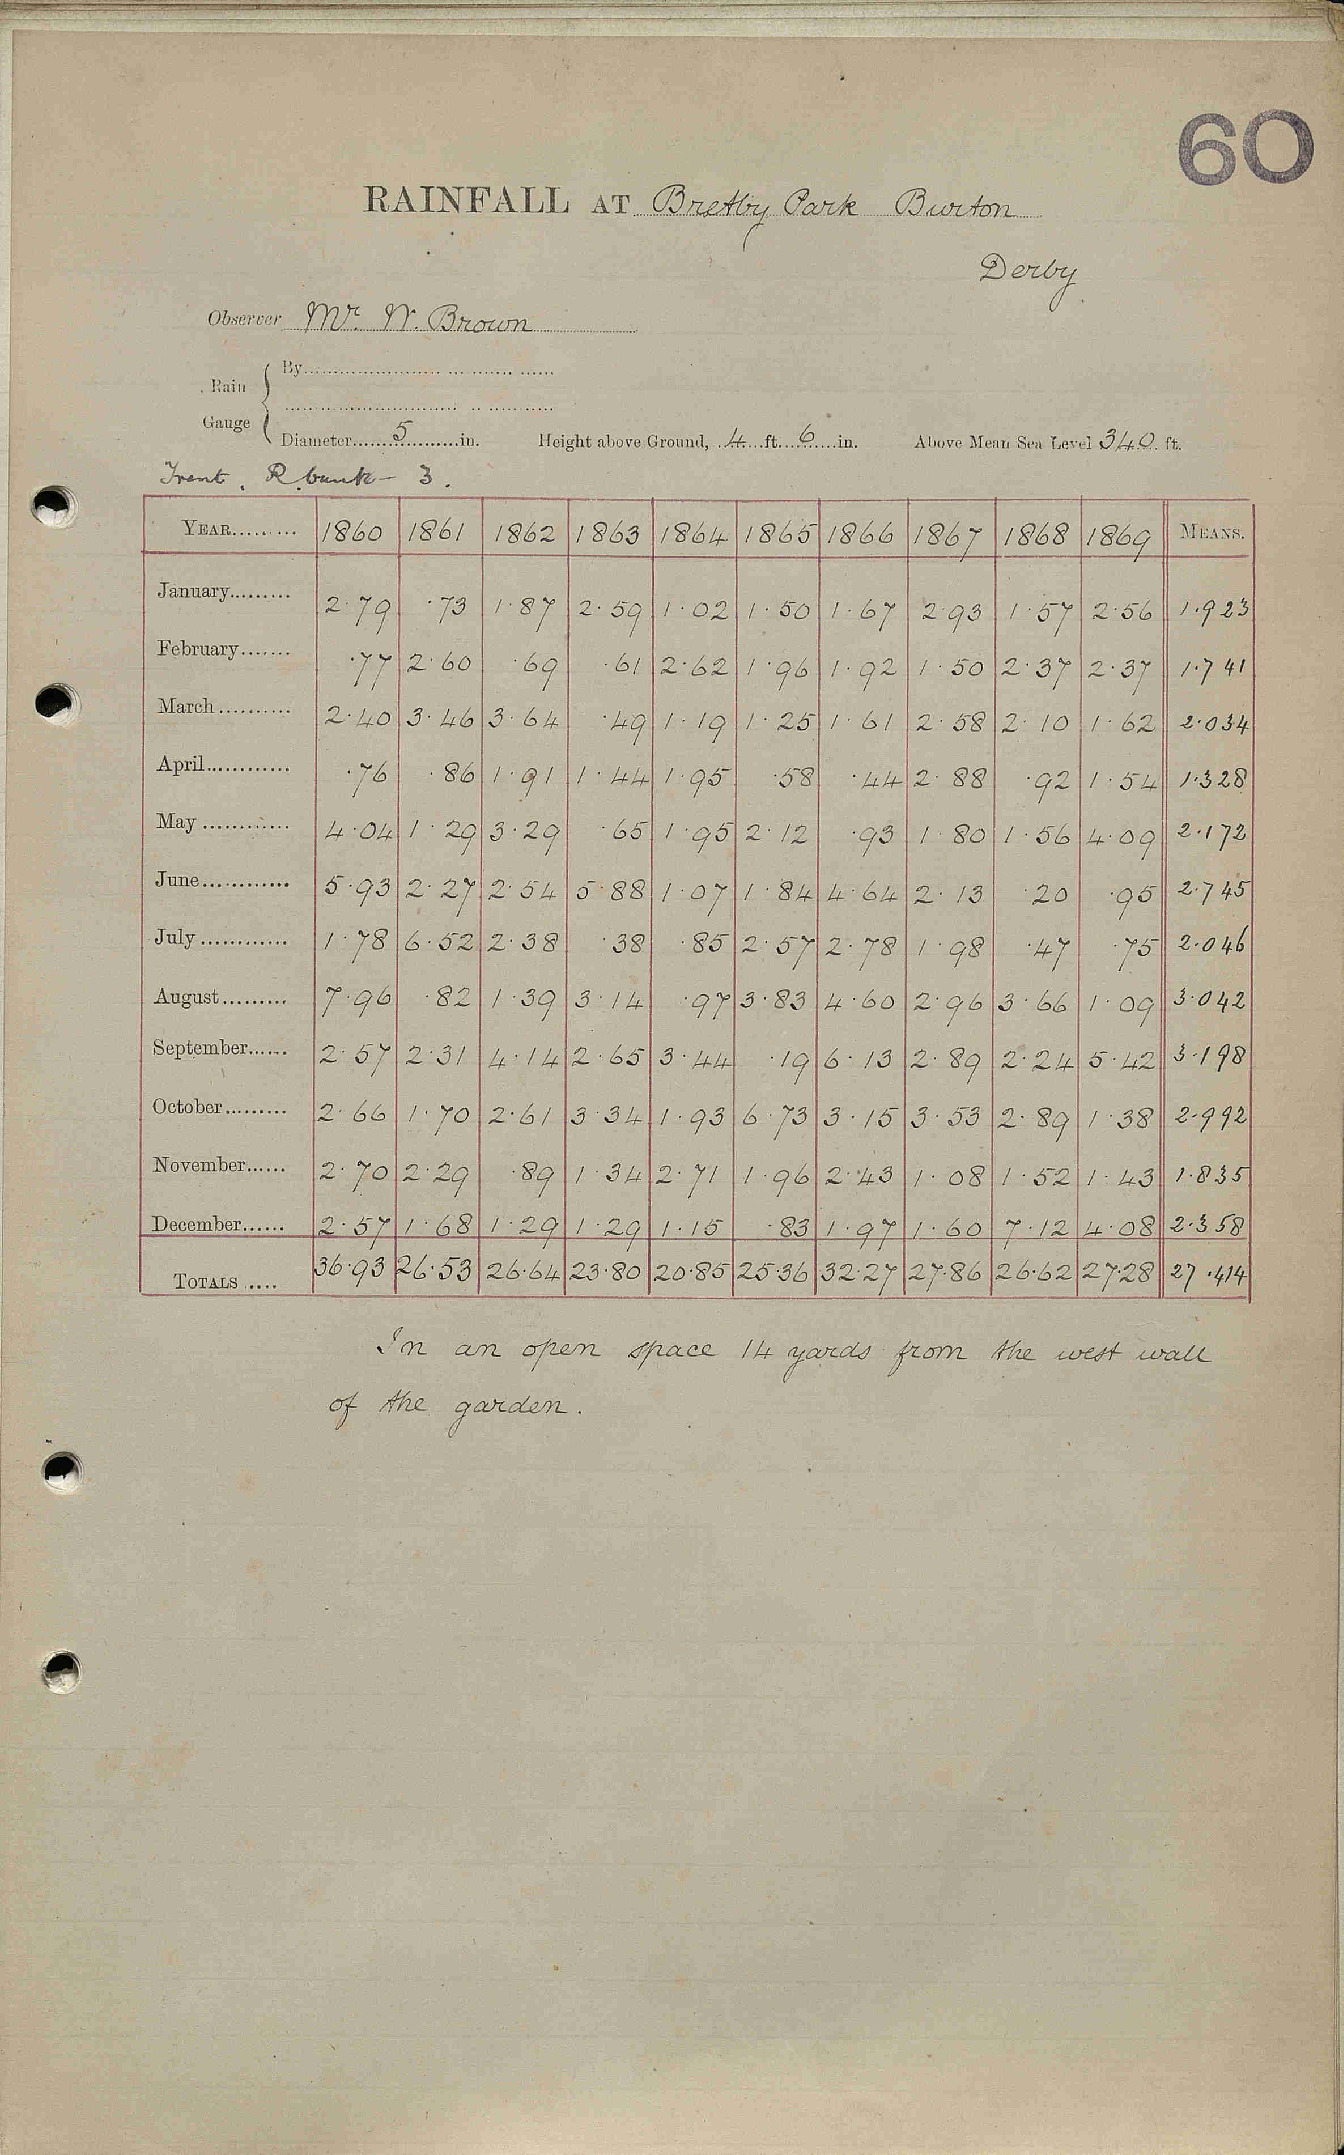 60
RAINFALL AT Bretby Park Burton
Derby
Observer Mr. W. Brown
Rain Gauge
By
Diameter 5 in. Height above Ground, 4 ft. 6 in. Above Mean Sea Level 340 ft.
Trent. R bank - 3.
YEAR 1860 1861 1862 1863 1864 1865 1866 1867 1868 1869 MEANS.
January 2.79 .73 1.87 2.59 1.02 1.50 1.67 2.93 1.57 2.56 1.923
February .77 2.60 .69 .61 2.62 1.96 1.92 1.50 2.37 2.37 1.741
March 2.40 3.46 3.64 .49 1.19 1.25 1.61 2.58 2.10 1.62 2.034
April .76 .86 1.91 1.44 1.95 .58 .44 2.88 .92 1.54 1.328
May 4.04 1.29 3.29 .65 1.95 2.12 .93 1.80 1.56 4.09 2.172
June 5.93 2.27 2.54 5.88 1.07 1.84 4.64 2.13 .20 .95 2.745
July 1.78 6.52 2.38 .38 .85 2.57 2.78 1.98 .47 .75 2.046
August 7.96 .82 1.39 3.14 .97 3.83 4.60 2.96 3.66 1.09 3.042
September 2.57 2.31 4.14 2.65 3.44 .19 6.13 2.89 2.24 5.42 3.198
October 2.66 1.70 2.61 3.34 1.93 6.73 3.15 3.53 2.89 1.38 2.992
November 2.70 2.29 .89 1.34 2.71 1.96 2.43 1.08 1.52 1.43 1.835
December 2.57 1.68 1.29 1.29 1.15 .83 1.97 1.60 7.12 4.08 2.358
TOTALS 36.93 26.53 26.64 23.80 20.85 25.36 32.27 27.86 26.62 27.28 27.414
In an open space 14 yards from the west wall
of the garden.